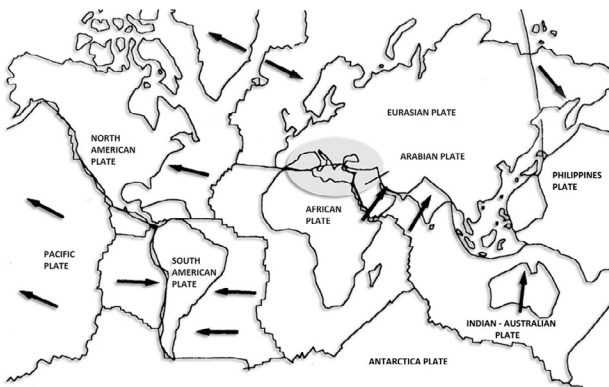 EURASIAN PLATE
NORTH
AMERICAN
PLATE
ARABIAN PLATE
PHILIPPINES
PLATE
AFRICAN
PLATE
PACIFIC
PLATE
SOUTH
AMERICAN
PLATE
INDIAN - AUSTRALIAN
PLATE
ANTARCTICA PLATE